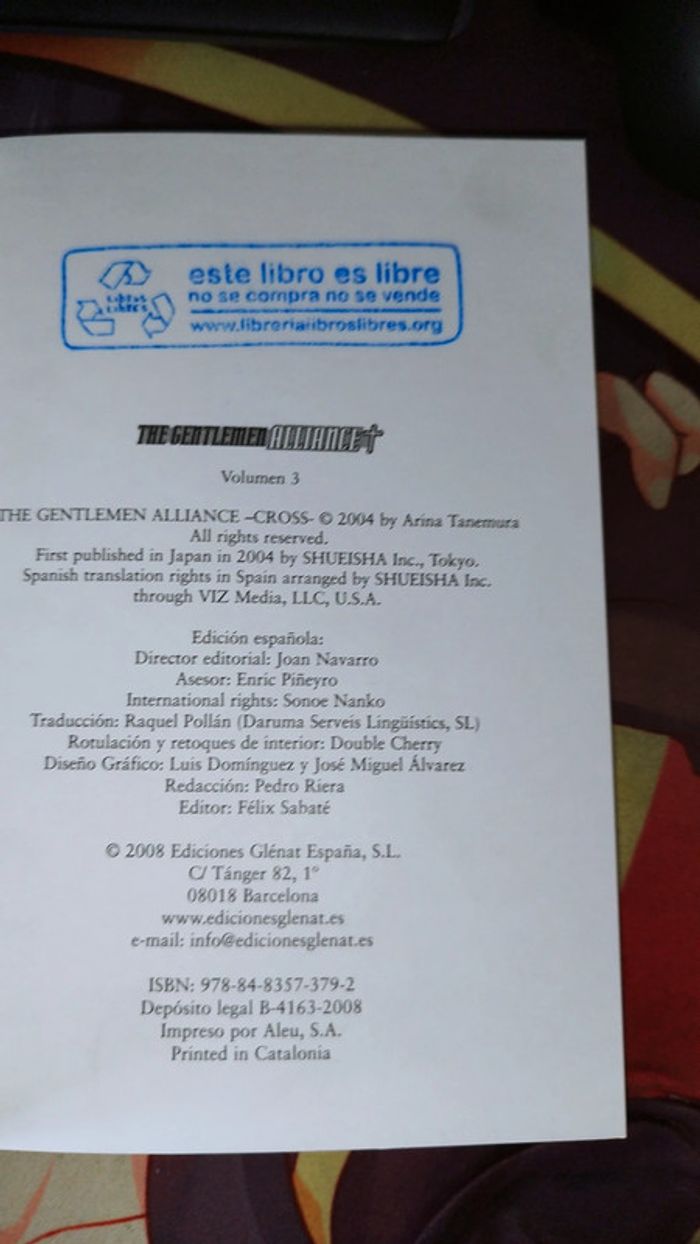 este libro es libre
no se compra no se vende
www.librerialibroslibres.org
THE GENTLEMEN ALLIANCE
Volumen 3
THE GENTLEMEN ALLIANCE –CROSS- © 2004 by Arina Tanemura
All rights reserved.
First published in Japan in 2004 by SHUEISHA Inc., Tokyo.
Spanish translation rights in Spain arranged by SHUEISHA Inc.
through VIZ Media, LLC, U.S.A.
Edición española:
Director editorial: Joan Navarro
Asesor: Enric Piñeyro
International rights: Sonoe Nanko
Traducción: Raquel Pollán (Daruma Serveis Lingüístics, SL)
Rotulación y retoques de interior: Double Cherry
Diseño Gráfico: Luis Domínguez y José Miguel Álvarez
Redacción: Pedro Riera
Editor: Félix Sabaté
© 2008 Ediciones Glénat España, S.L.
C/ Tánger 82, 1°
08018 Barcelona
www.edicionesglenat.es
e-mail: info@edicionesglenat.es
ISBN: 978-84-8357-379-2
Depósito legal B-4163-2008
Impreso por Aleu, S.A.
Printed in Catalonia